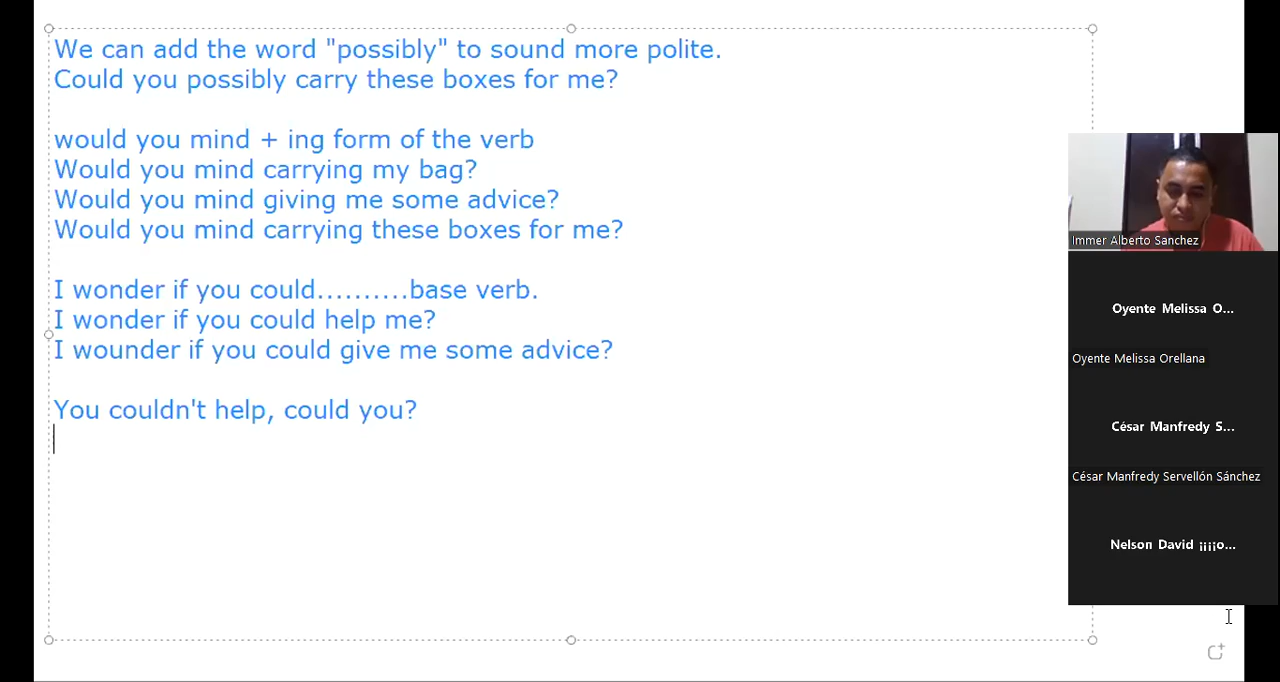 We can add the word "possibly" to sound more polite.
Could you possibly carry these boxes for me?
would you mind + ing form of the verb
Would you mind carrying my bag?
Would you mind giving me some advice?
Would you mind carrying these boxes for me?
I wonder if you could..........base verb.
I wonder if you could help me?
I wounder if you could give me some advice?
You couldn't help, could you?
Immer Alberto Sanchez
Oyente Melissa O...
Oyente Melissa Orellana
César Manfredy S...
César Manfredy Servellón Sánchez
Nelson David ¡¡¡¡o...